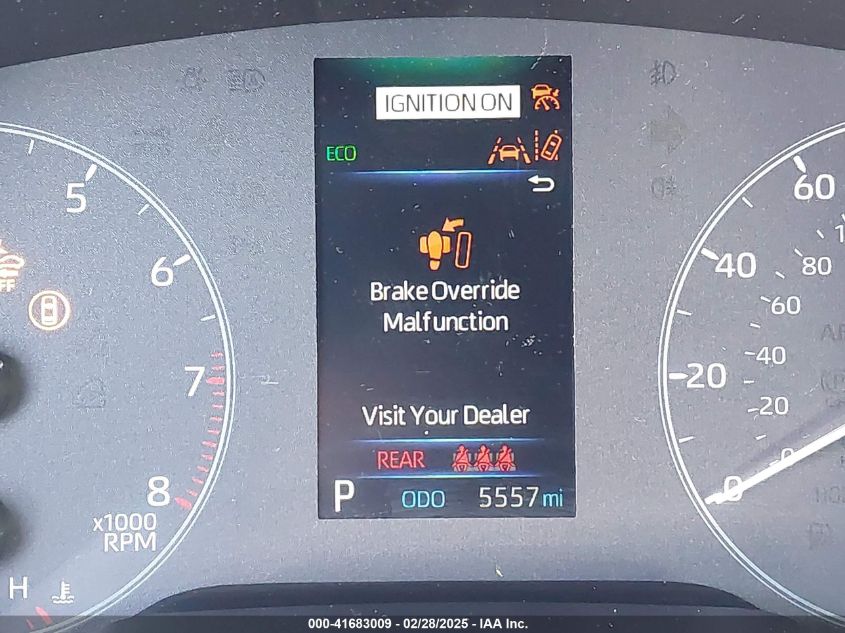 IGNITION ON
ECO
Brake Override
Malfunction
Visit Your Dealer
REAR
P ODO 5557 mi
5
6
7
8
x1000
RPM
H
60
40
20
0
80
60
40
20
0
000-41683009 - 02/28/2025 - IAA Inc.